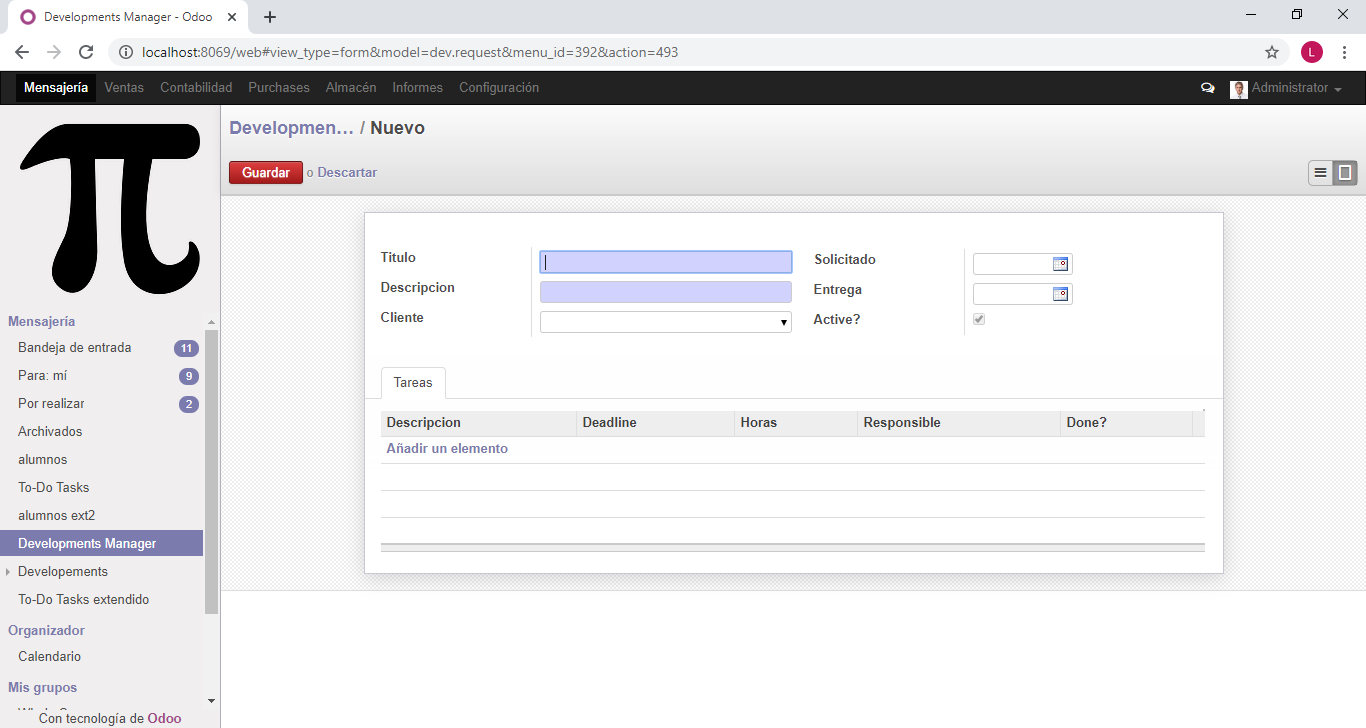 Developments Manager - Odoo
localhost:8069/web#view_type=form&model=dev.request&menu_id=392&action=493
L
Mensajería Ventas Contabilidad Purchases Almacén Informes Configuración Administrator
π
Developmen… / Nuevo
Guardar o Descartar
Mensajería
Bandeja de entrada 11
Para: mí 9
Por realizar 2
Archivados
alumnos
To-Do Tasks
alumnos ext2
Developments Manager
Developements
To-Do Tasks extendido
Organizador
Calendario
Mis grupos
Con tecnología de Odoo
Titulo
Descripcion
Cliente
Solicitado
Entrega
Active?
Tareas
Descripcion Deadline Horas Responsible Done?
Añadir un elemento